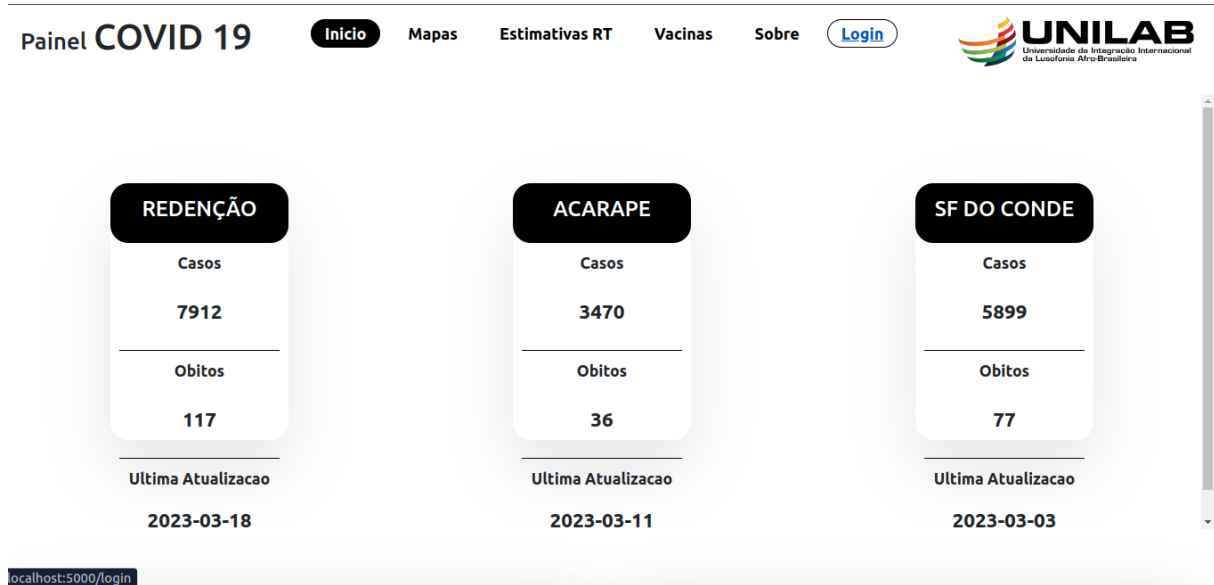 Painel COVID 19
Inicio Mapas Estimativas RT Vacinas Sobre Login
UNILAB
Universidade da Integração Internacional
da Lusofonia Afro-Brasileira
REDENÇÃO ACARAPE SF DO CONDE
Casos Casos Casos
7912 3470 5899
Obitos Obitos Obitos
117 36 77
Ultima Atualizacao Ultima Atualizacao Ultima Atualizacao
2023-03-18 2023-03-11 2023-03-03
localhost:5000/login